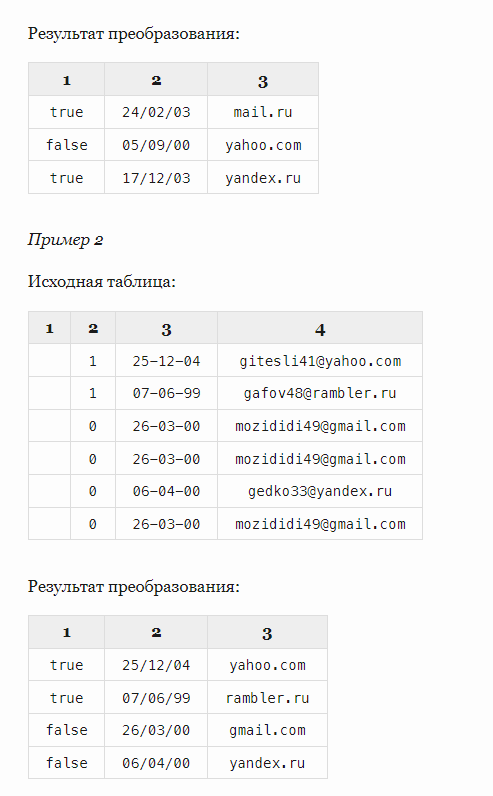 Результат преобразования:
1 2 3
true 24/02/03 mail.ru
false 05/09/00 yahoo.com
true 17/12/03 yandex.ru
Пример 2
Исходная таблица:
1 2 3 4
1 25-12-04 gitesli41@yahoo.com
1 07-06-99 gafov48@rambler.ru
0 26-03-00 mozididi49@gmail.com
0 26-03-00 mozididi49@gmail.com
0 06-04-00 gedko33@yandex.ru
0 26-03-00 mozididi49@gmail.com
Результат преобразования:
1 2 3
true 25/12/04 yahoo.com
true 07/06/99 rambler.ru
false 26/03/00 gmail.com
false 06/04/00 yandex.ru